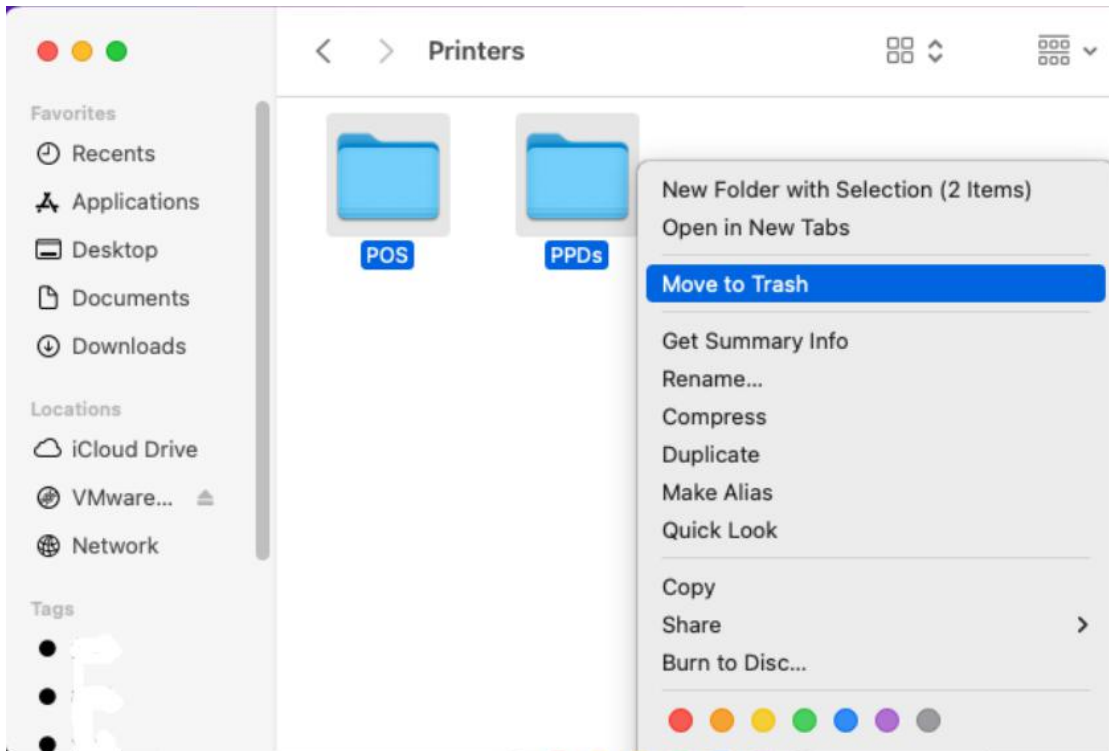 Printers
Favorites
Recents
Applications
Desktop
Documents
Downloads
Locations
iCloud Drive
VMware...
Network
Tags
POS
PPDs
New Folder with Selection (2 Items)
Open in New Tabs
Move to Trash
Get Summary Info
Rename...
Compress
Duplicate
Make Alias
Quick Look
Copy
Share
Burn to Disc...